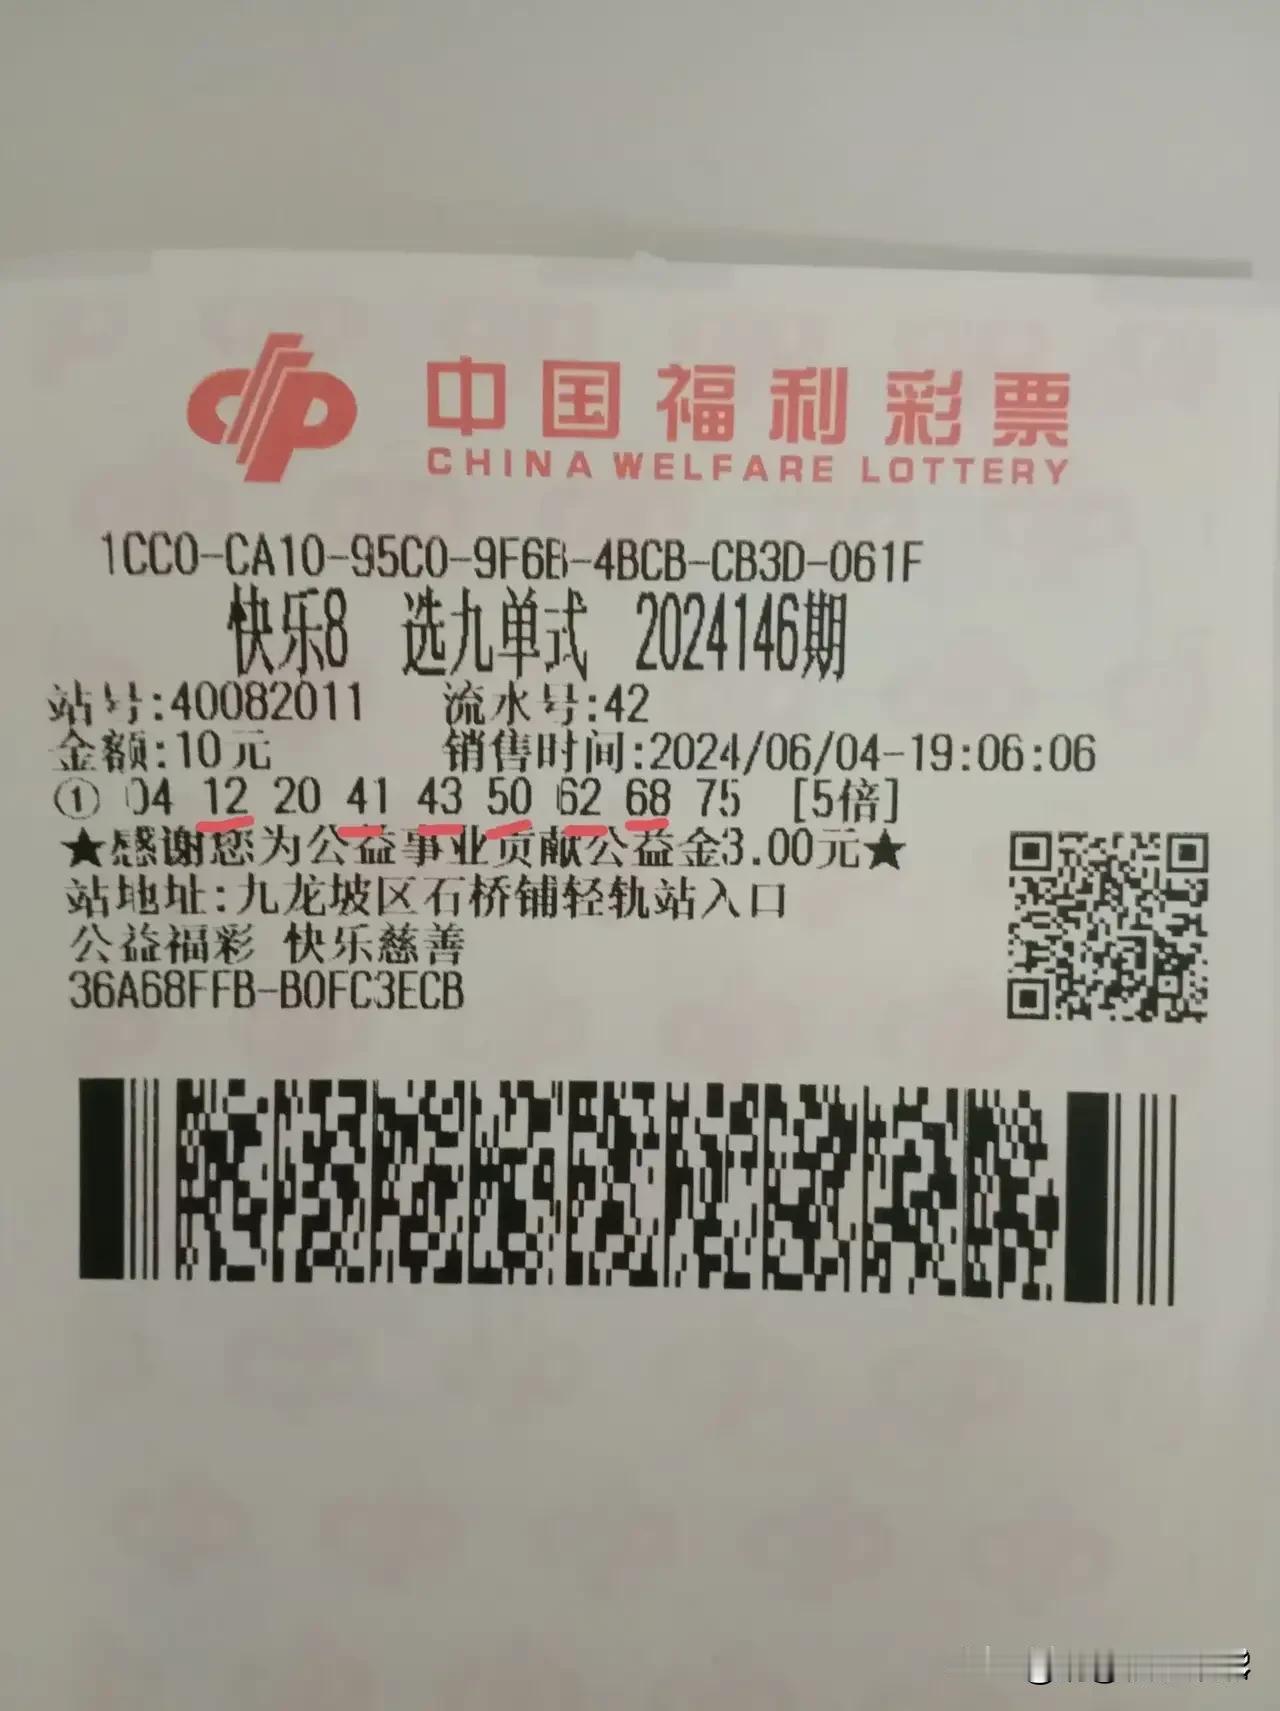 中国福利彩票
CHINA WELFARE LOTTERY
1CC0-CA10-95C0-9F6B-4BCB-CB3D-061F
快乐8 选九单式 2024146期
站号:40082011 流水号:42
金额:10元 销售时间:2024/06/04-19:06:06
① 04 12 20 41 43 50 62 68 75 [5倍]
★感谢您为公益事业贡献公益金3.00元★
站地址:九龙坡区石桥铺轻轨站入口
公益福彩 快乐慈善
36A68FFB-B0FC3ECB